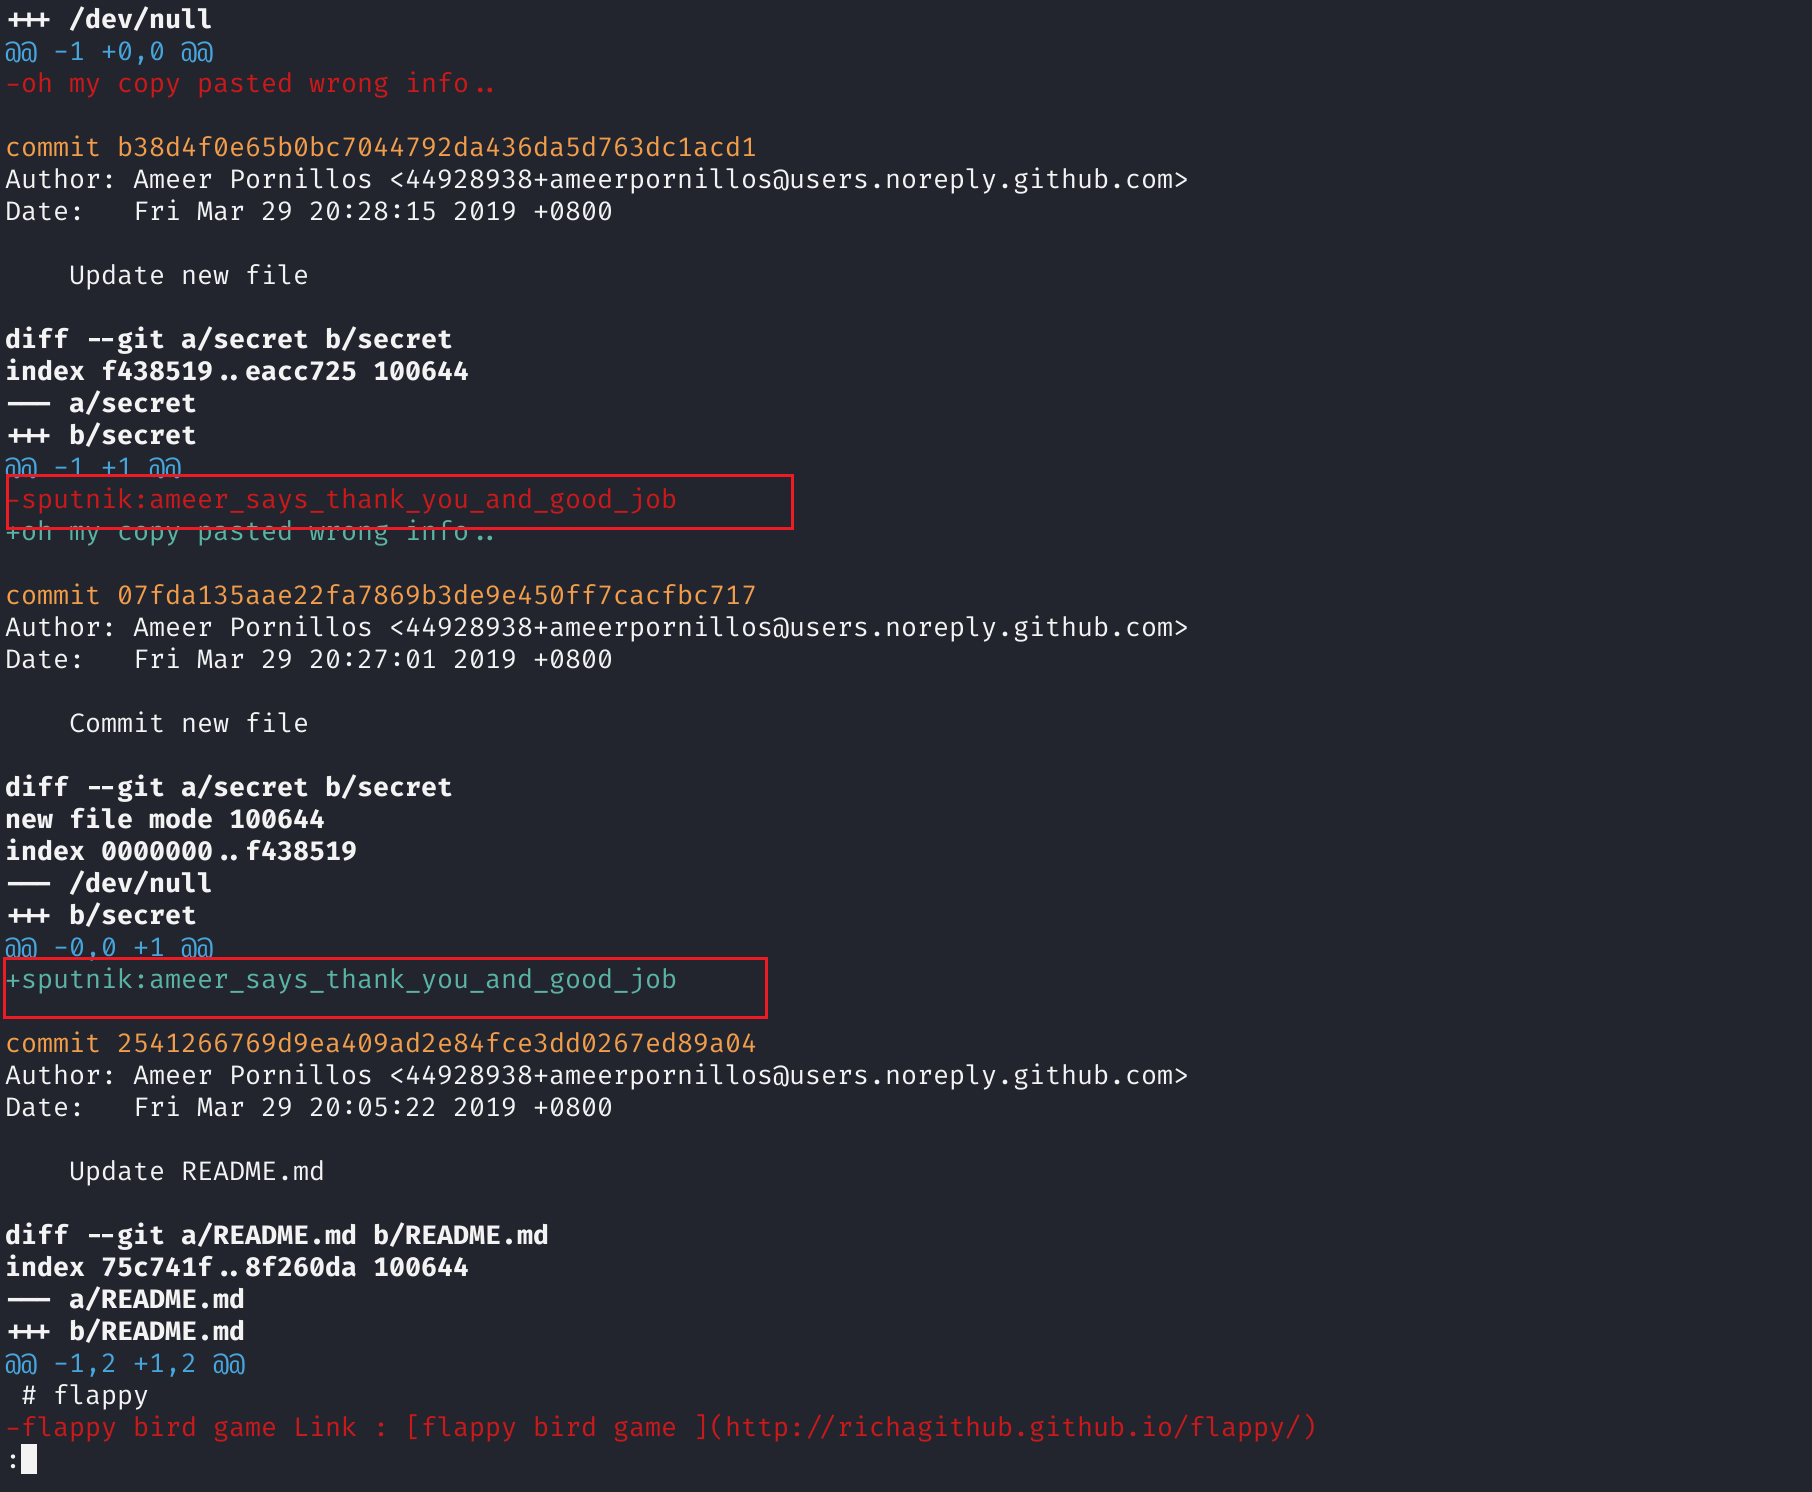 +++ /dev/null
@@ -1 +0,0 @@
-oh my copy pasted wrong info..
commit b38d4f0e65b0bc7044792da436da5d763dc1acd1
Author: Ameer Pornillos <44928938+ameerpornillos@users.noreply.github.com>
Date:   Fri Mar 29 20:28:15 2019 +0800
    Update new file
diff --git a/secret b/secret
index f438519..eacc725 100644
--- a/secret
+++ b/secret
@@ -1 +1 @@
-sputnik:ameer_says_thank_you_and_good_job
+oh my copy pasted wrong info..
commit 07fda135aae22fa7869b3de9e450ff7cacfbc717
Author: Ameer Pornillos <44928938+ameerpornillos@users.noreply.github.com>
Date:   Fri Mar 29 20:27:01 2019 +0800
    Commit new file
diff --git a/secret b/secret
new file mode 100644
index 0000000..f438519
--- /dev/null
+++ b/secret
@@ -0,0 +1 @@
+sputnik:ameer_says_thank_you_and_good_job
commit 2541266769d9ea409ad2e84fce3dd0267ed89a04
Author: Ameer Pornillos <44928938+ameerpornillos@users.noreply.github.com>
Date:   Fri Mar 29 20:05:22 2019 +0800
    Update README.md
diff --git a/README.md b/README.md
index 75c741f..8f260da 100644
--- a/README.md
+++ b/README.md
@@ -1,2 +1,2 @@
 # flappy
-flappy bird game Link : [flappy bird game ](http://richagithub.github.io/flappy/)
: